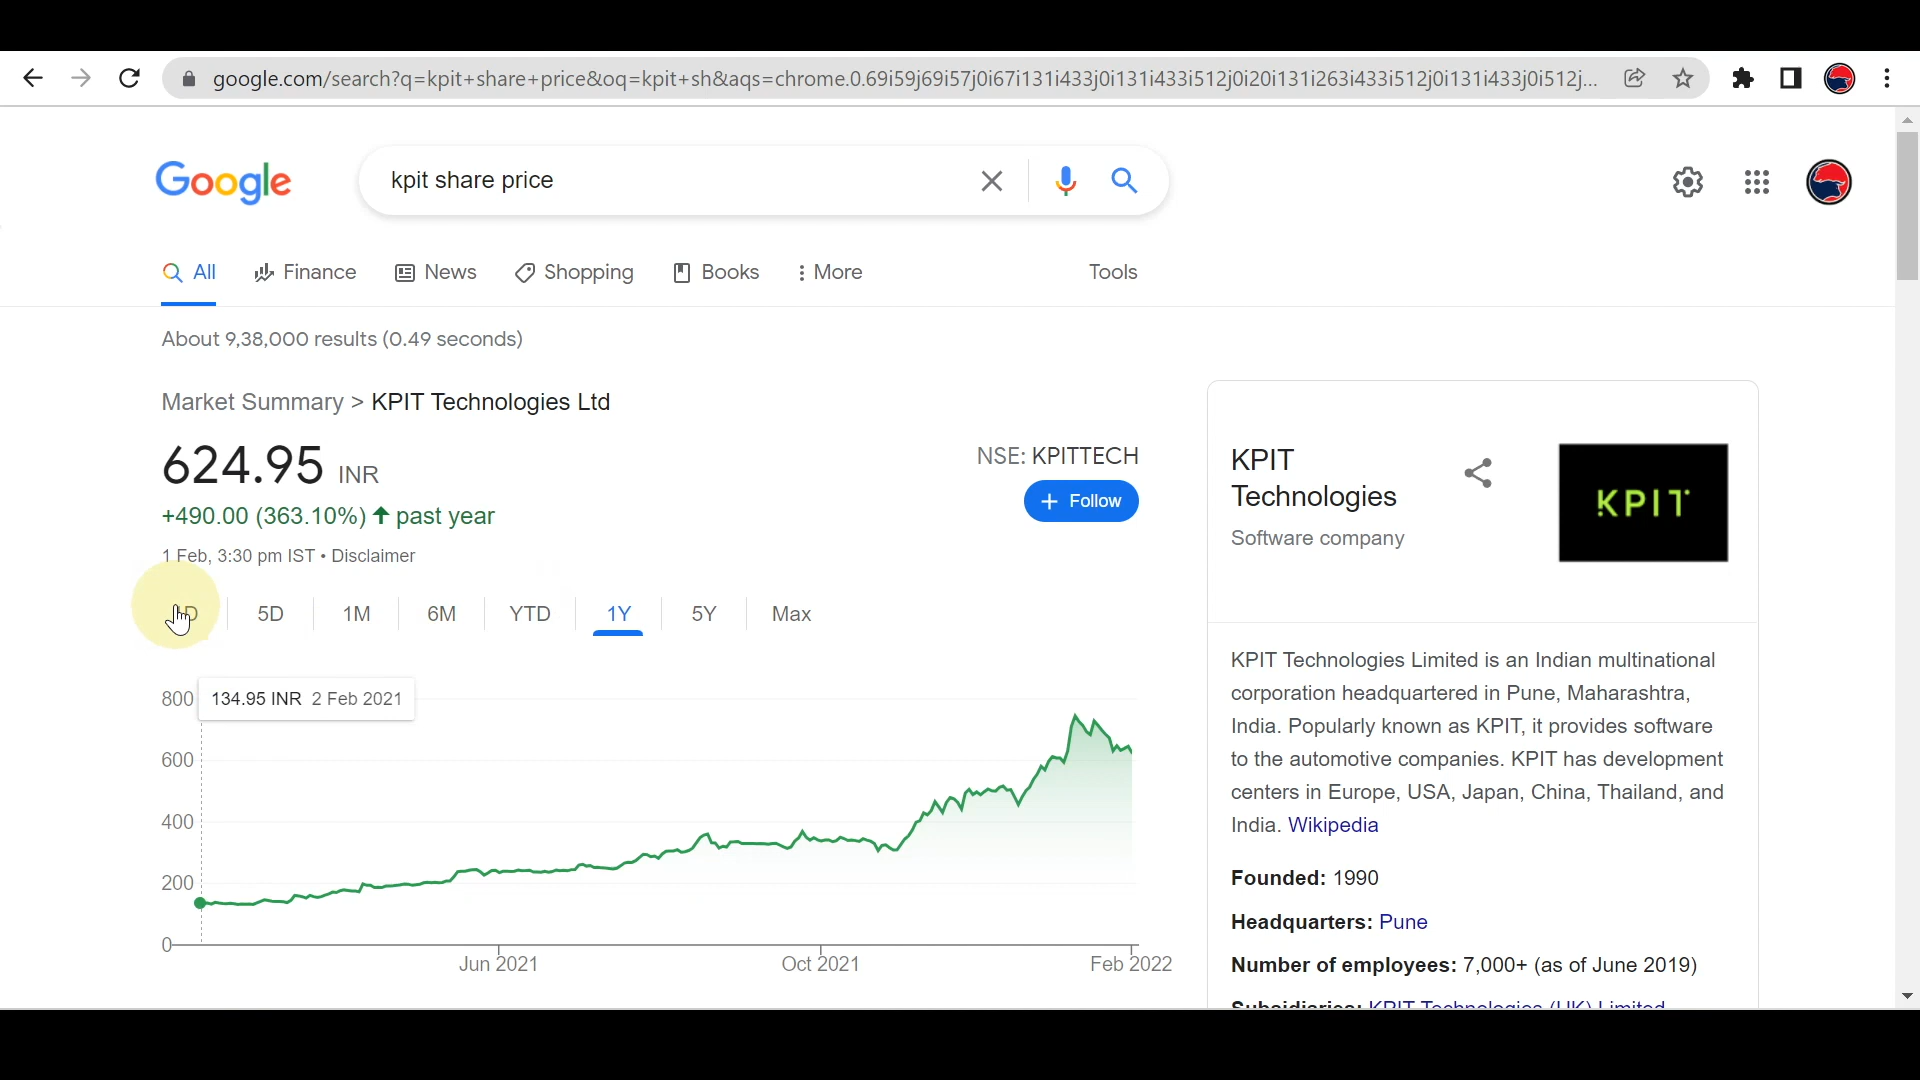 google.com/search?q=kpit+share+price&oq=kpit+sh&aqs=chrome.0.69i59j69i57j0i67i131i433j0i131i433i512j0i20i131i263i433i512j0i131i433j0i512j...
Google
kpit share price
All
Finance
News
Shopping
Books
More
Tools
About 9,38,000 results (0.49 seconds)
Market Summary > KPIT Technologies Ltd
624.95 INR
+490.00 (363.10%) ↑ past year
1 Feb, 3:30 pm IST • Disclaimer
NSE: KPITTECH
+ Follow
D 5D 1M 6M YTD 1Y 5Y Max
134.95 INR 2 Feb 2021
800
600
400
200
0
Jun 2021
Oct 2021
Feb 2022
KPIT
Technologies
Software company
KPIT
KPIT Technologies Limited is an Indian multinational
corporation headquartered in Pune, Maharashtra,
India. Popularly known as KPIT, it provides software
to the automotive companies. KPIT has development
centers in Europe, USA, Japan, China, Thailand, and
India. Wikipedia
Founded: 1990
Headquarters: Pune
Number of employees: 7,000+ (as of June 2019)
Subsidiaries: KPIT Technologies (UK) Limited